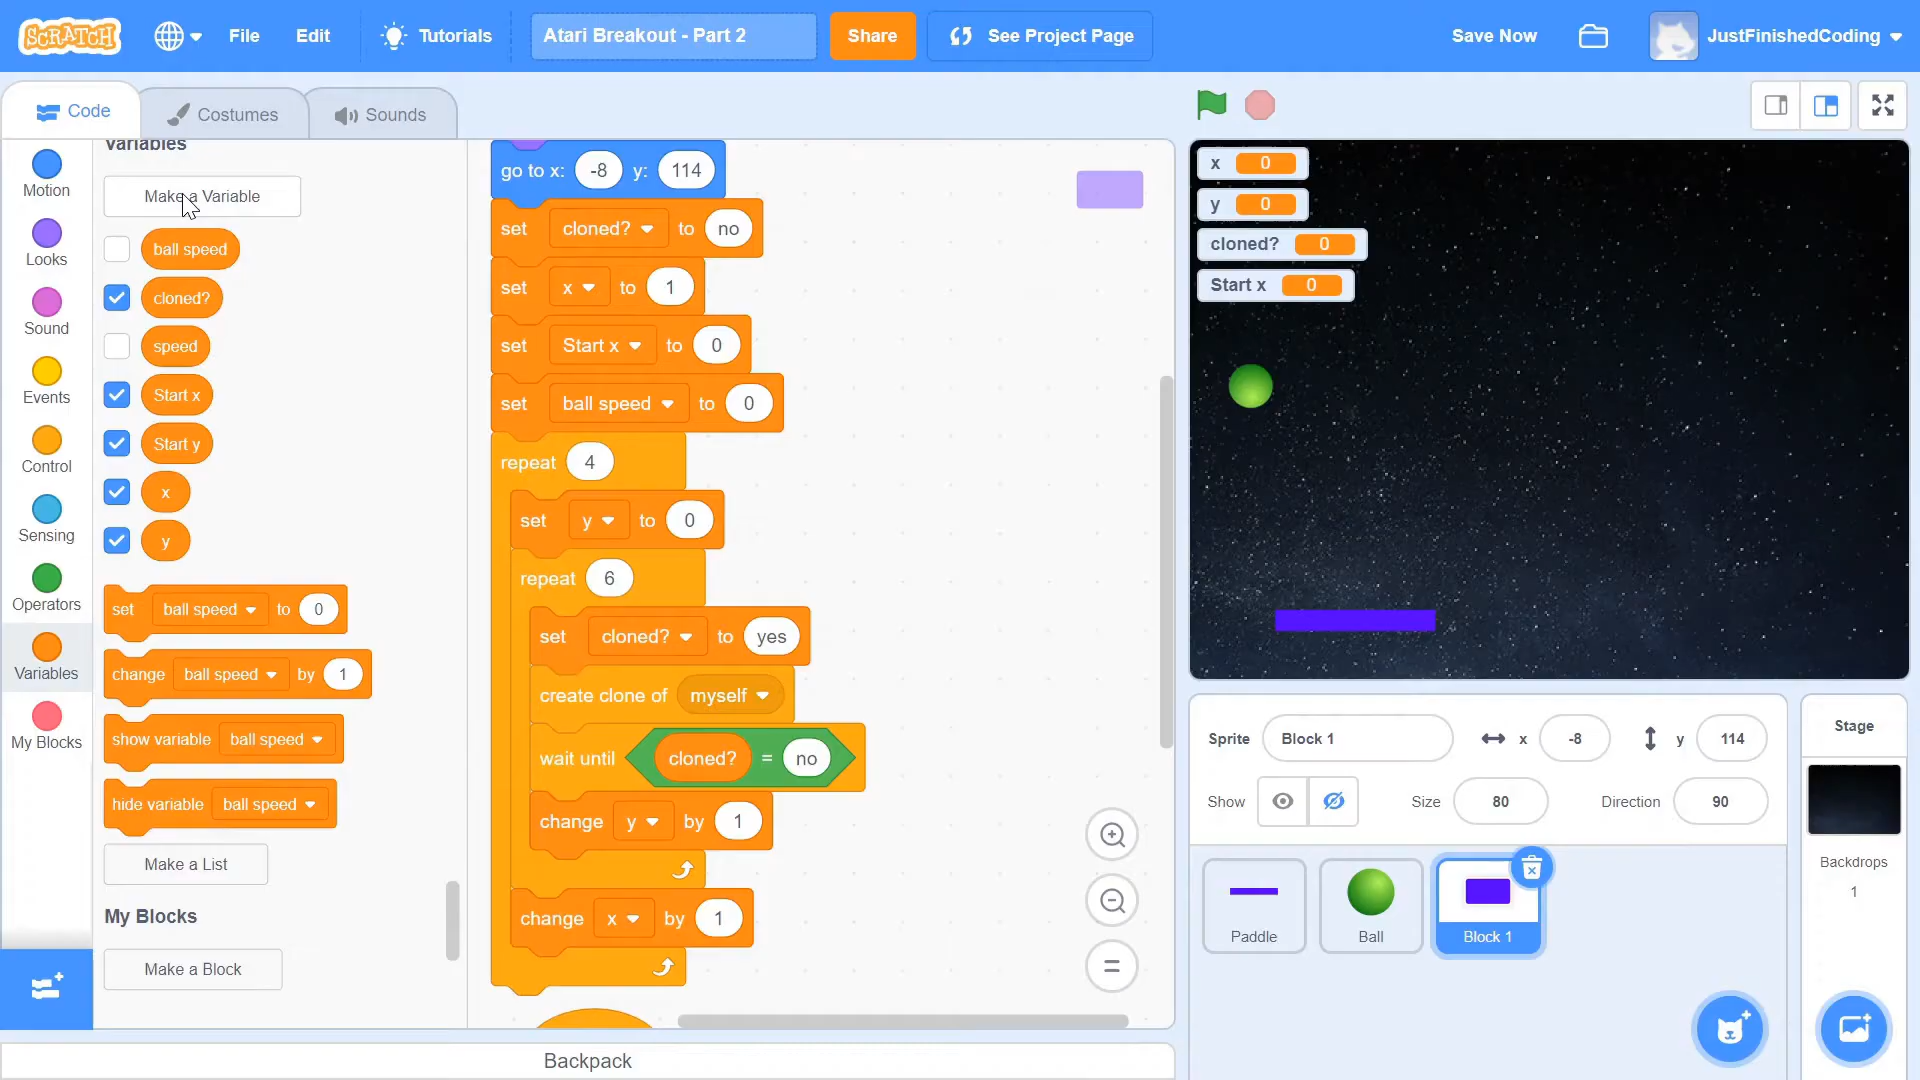 SCRATCH File Edit Tutorials Atari Breakout - Part 2 Share See Project Page Save Now JustFinishedCoding
Code Costumes Sounds
Motion
Looks
Sound
Events
Control
Sensing
Operators
Variables
My Blocks
Variables
Make a Variable
ball speed
cloned?
speed
Start x
Start y
x
y
set ball speed to 0
change ball speed by 1
show variable ball speed
hide variable ball speed
Make a List
My Blocks
Make a Block
go to x: -8 y: 114
set cloned? to no
set x to 1
set Start x to 0
set ball speed to 0
repeat 4
set y to 0
repeat 6
set cloned? to yes
create clone of myself
wait until cloned? = no
change y by 1
change x by 1
Backpack
x 0
y 0
cloned? 0
Start x 0
Sprite Block 1 x -8 y 114
Show Size 80 Direction 90
Paddle Ball Block 1
Stage
Backdrops
1